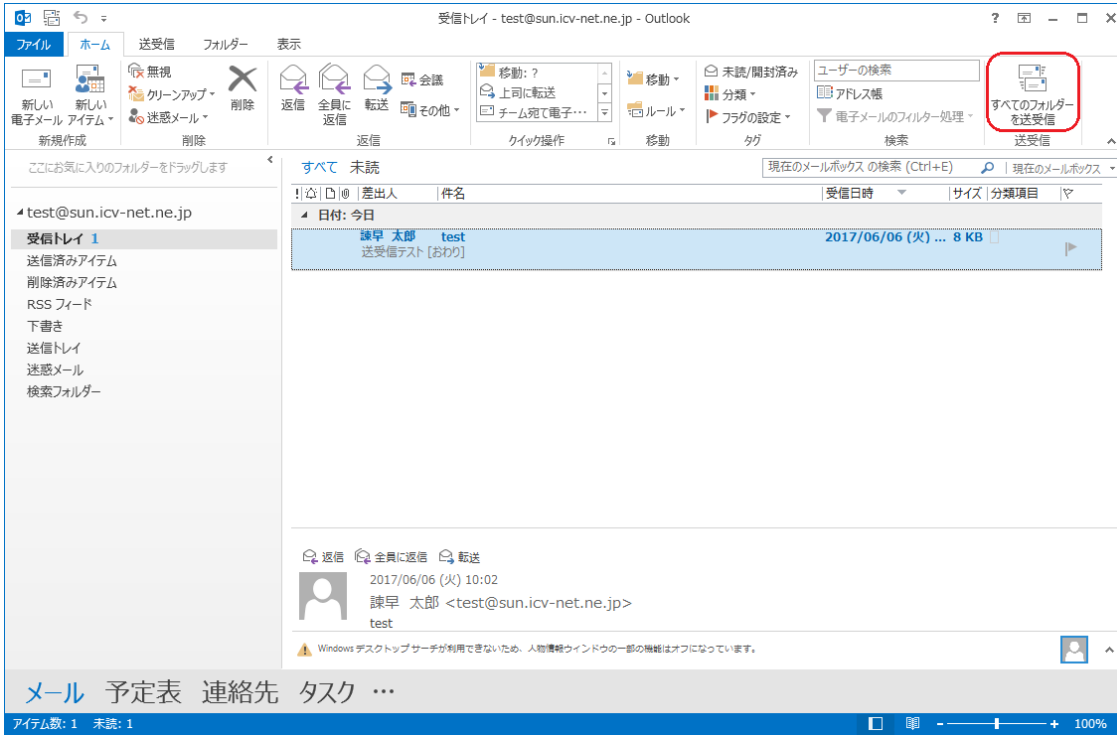 受信トレイ - test@sun.icv-net.ne.jp - Outlook
ファイル ホーム 送受信 フォルダー 表示
新しい 電子メール
新しい アイテム
無視
クリーンアップ
迷惑メール
削除
返信
全員に 返信
転送
会議
その他
移動: ?
上司に転送
チーム宛て電子…
移動
ルール
未読/開封済み
分類
フラグの設定
ユーザーの検索
アドレス帳
電子メールのフィルター処理
すべてのフォルダー
を送受信
新規作成 削除 返信 クイック操作 移動 タグ 検索 送受信
ここにお気に入りのフォルダーをドラッグします
test@sun.icv-net.ne.jp
受信トレイ 1
送信済みアイテム
削除済みアイテム
RSS フィード
下書き
送信トレイ
迷惑メール
検索フォルダー
すべて 未読
現在のメールボックス の検索 (Ctrl+E) 現在のメールボックス
差出人 件名 受信日時 サイズ 分類項目
日付: 今日
諫早 太郎 test 2017/06/06 (火) ... 8 KB
送受信テスト [おわり]
返信 全員に返信 転送
2017/06/06 (火) 10:02
諫早 太郎 <test@sun.icv-net.ne.jp>
test
Windows デスクトップ サーチが利用できないため、人物情報ウィンドウの一部の機能はオフになっています。
メール 予定表 連絡先 タスク …
アイテム数: 1 未読: 1 100%